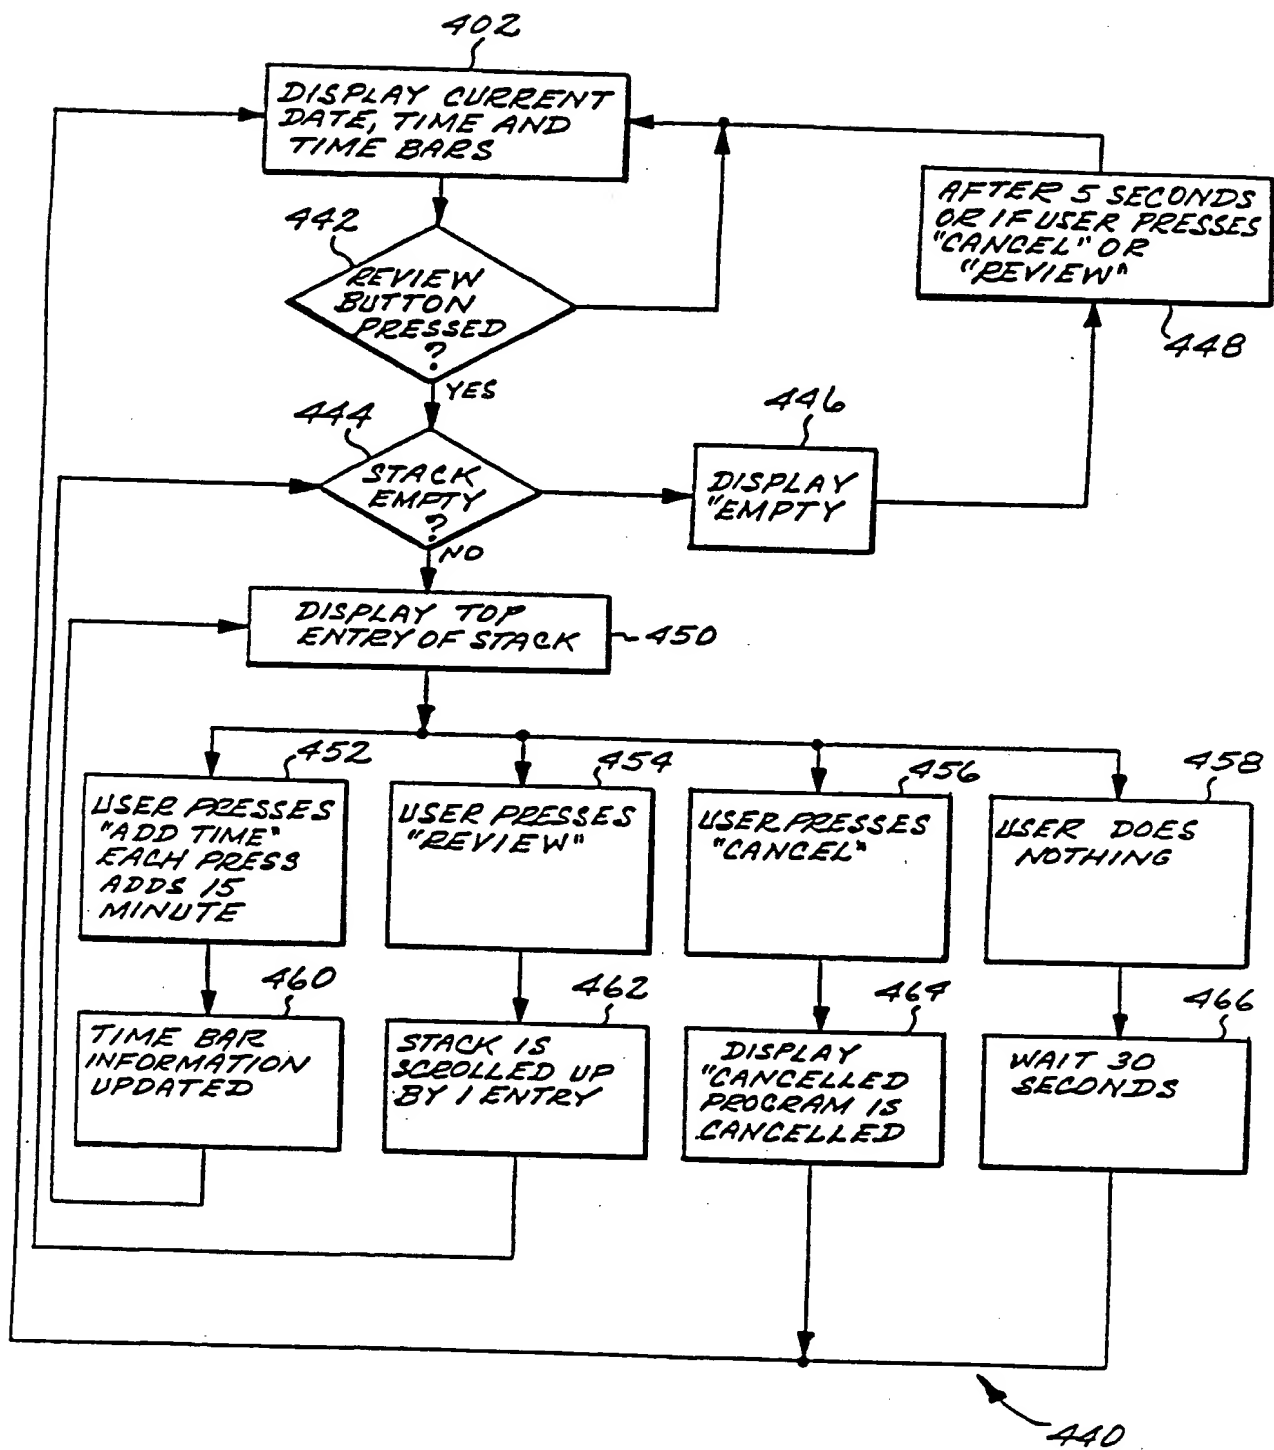 402
DISPLAY CURRENT
DATE, TIME AND
TIME BARS
442
REVIEW
BUTTON
PRESSED
?
YES
AFTER 5 SECONDS
OR IF USER PRESSES
"CANCEL" OR
"REVIEW"
448
444
STACK
EMPTY
?
NO
446
DISPLAY
"EMPTY
DISPLAY TOP
ENTRY OF STACK
450
452
USER PRESSES
"ADD TIME"
EACH PRESS
ADDS 15
MINUTE
454
USER PRESSES
"REVIEW"
456
USER PRESSES
"CANCEL"
458
USER DOES
NOTHING
460
TIME BAR
INFORMATION
UPDATED
462
STACK IS
SCROLLED UP
BY 1 ENTRY
464
DISPLAY
"CANCELLED
PROGRAM IS
CANCELLED
466
WAIT 30
SECONDS
440